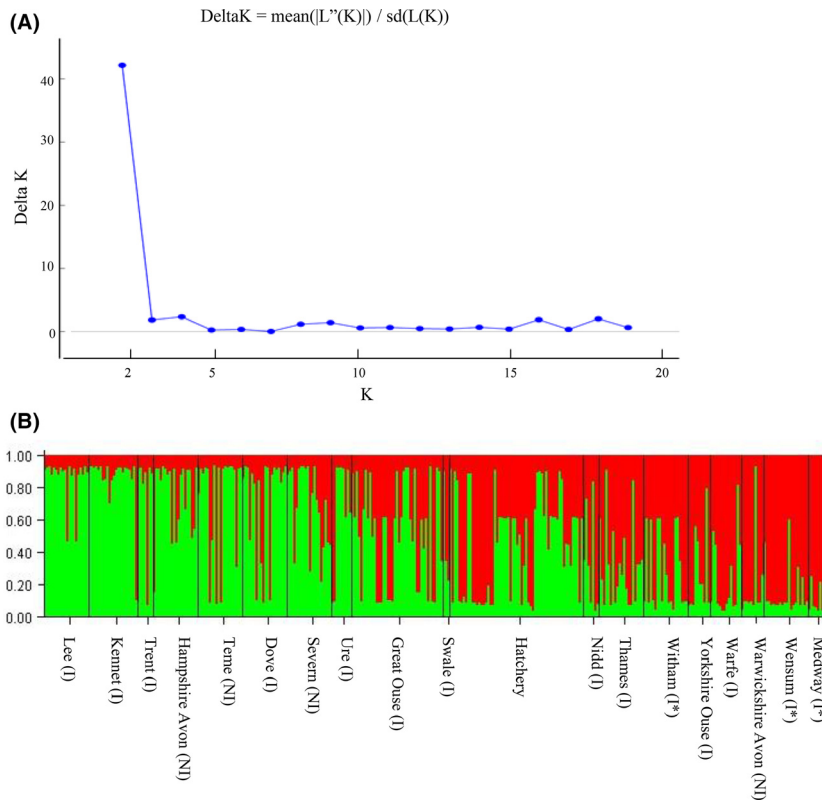 (A)
DeltaK = mean(|L”(K)|) / sd(L(K))
40
30
20
10
0
Delta K
2
5
10
15
20
K
(B)
1.00
0.80
0.60
0.40
0.20
0.00
Lee (I)
Kennet (I)
Trent (I)
Hampshire Avon (NI)
Teme (NI)
Dove (I)
Severn (NI)
Ure (I)
Great Ouse (I)
Swale (I)
Hatchery
Nidd (I)
Thames (I)
Witham (I*)
Yorkshire Ouse (I)
Warfe (I)
Warwickshire Avon (NI)
Wensum (I*)
Medway (I*)